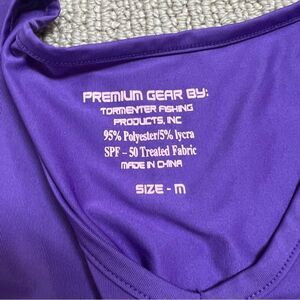 PREMIUM GEAR BY:
TORMENTER FISHING
PRODUCTS, INC
95% Polyester/5% lycra
SPF – 50 Treated Fabric
MADE IN CHINA
SIZE - M